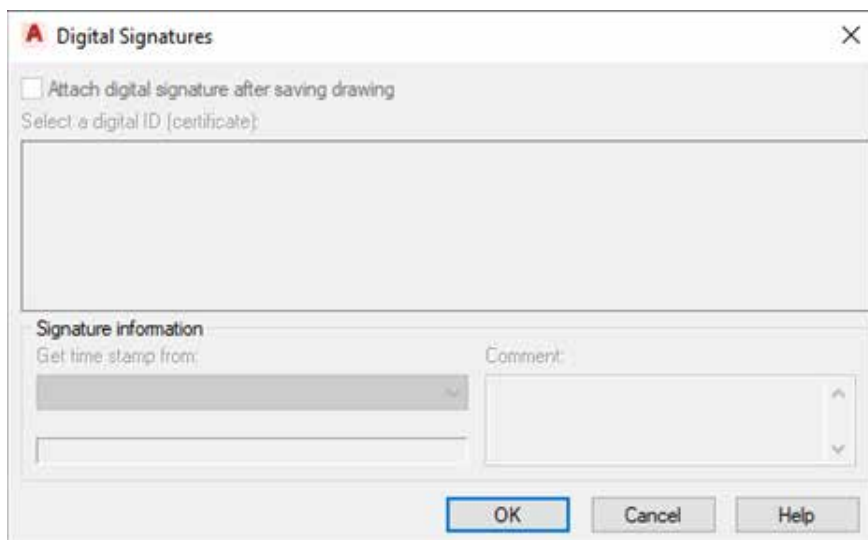 Digital Signatures
Attach digital signature after saving drawing
Select a digital ID (certificate):
Signature information
Get time stamp from:
Comment:
OK
Cancel
Help